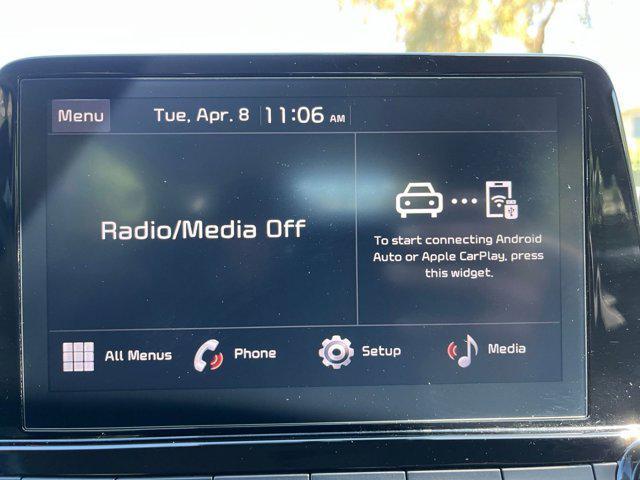 Menu
Tue, Apr. 8 11:06 AM
Radio/Media Off
To start connecting Android
Auto or Apple CarPlay, press
this widget.
All Menus
Phone
Setup
Media